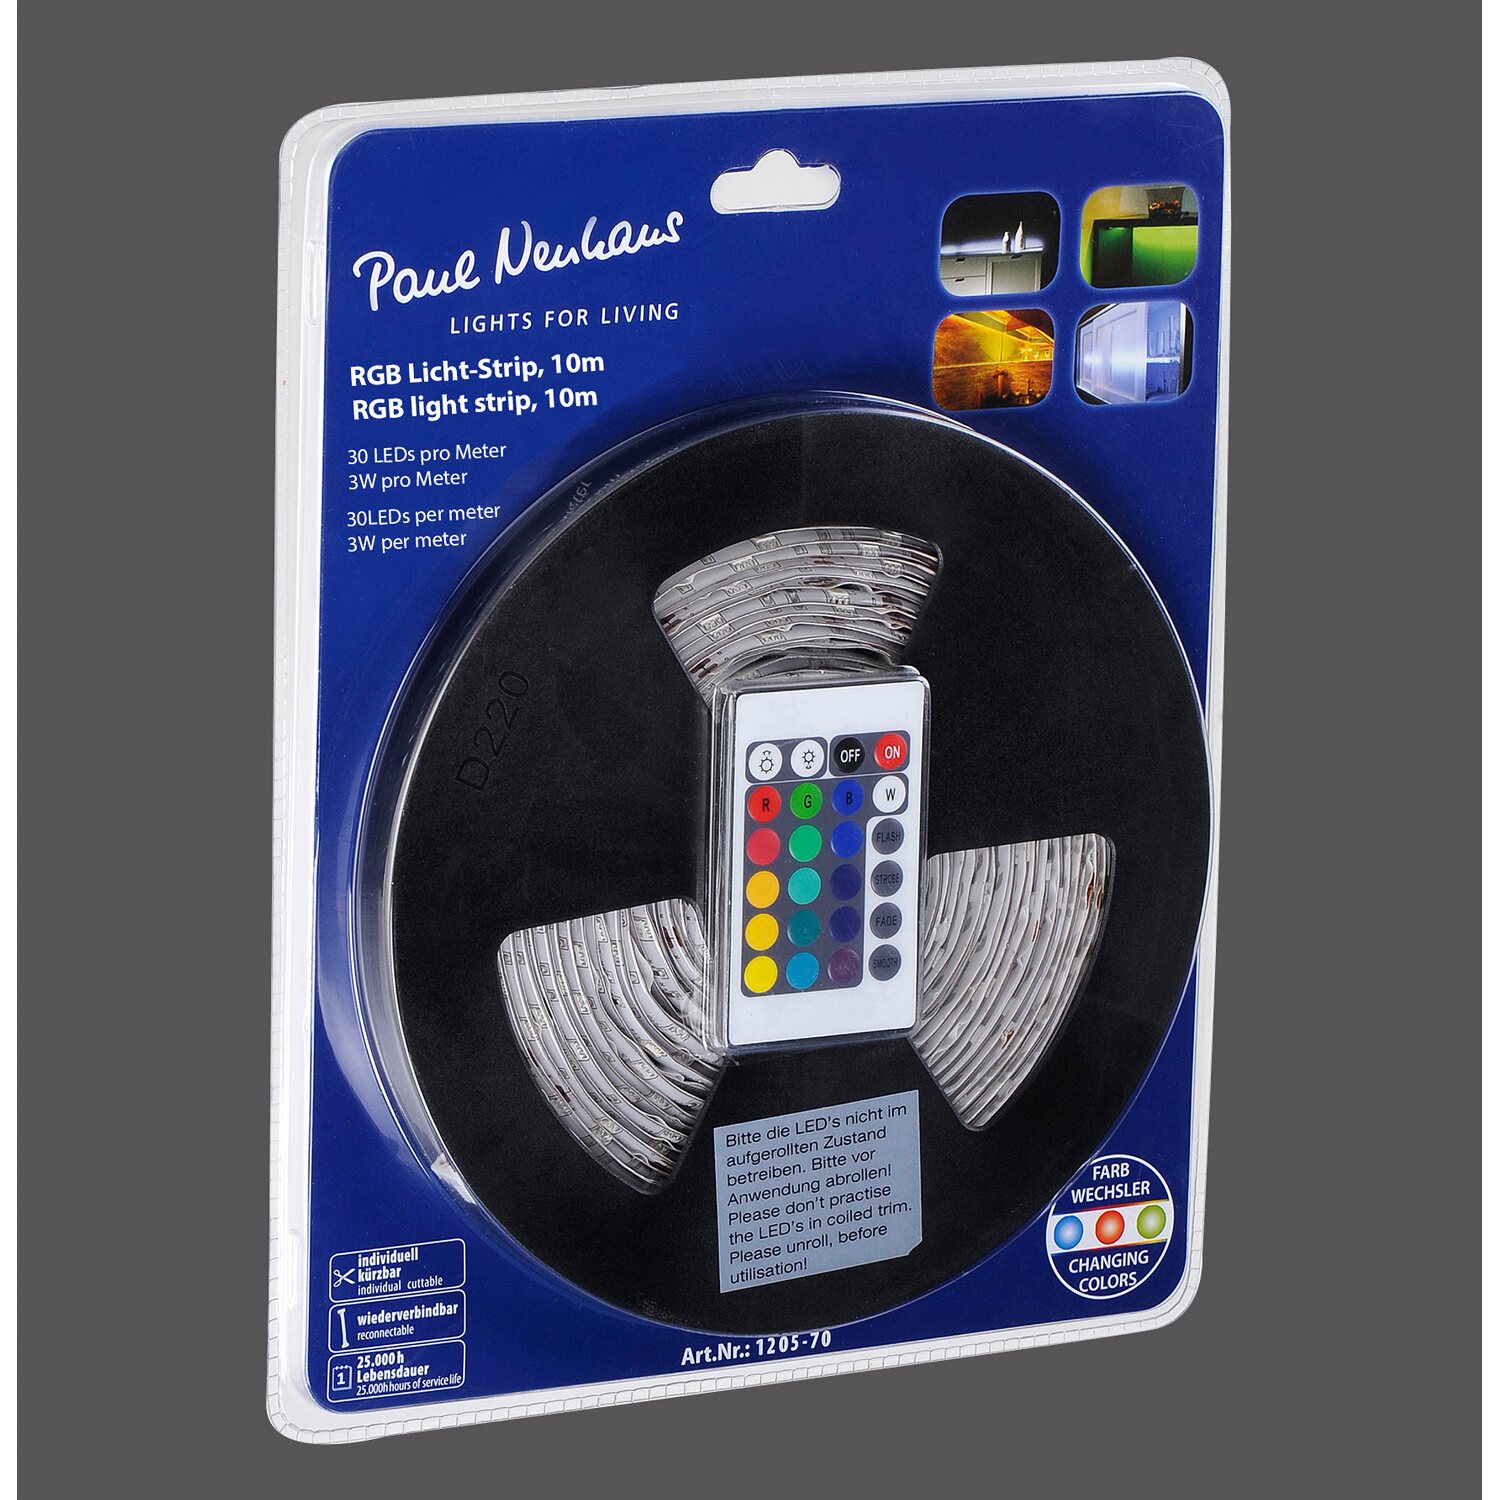 Paul Neuhaus
LIGHTS FOR LIVING
RGB Licht-Strip, 10m
RGB light strip, 10m
30 LEDs pro Meter
3W pro Meter
30LEDs per meter
3W per meter
D220
OFF ON
R G B W
FLASH
STROBE
FADE
SMOOTH
Bitte die LED's nicht im
aufgerollten Zustand
betreiben. Bitte vor
Anwendung abrollen!
Please don't practise
the LED's in coiled trim.
Please unroll, before
utilisation!
FARB
WECHSLER
CHANGING
COLORS
individuell
kürzbar
individual cuttable
wiederverbindbar
reconnectable
1
25.000 h
Lebensdauer
25.000h hours of service life
Art.Nr.: 1205-70